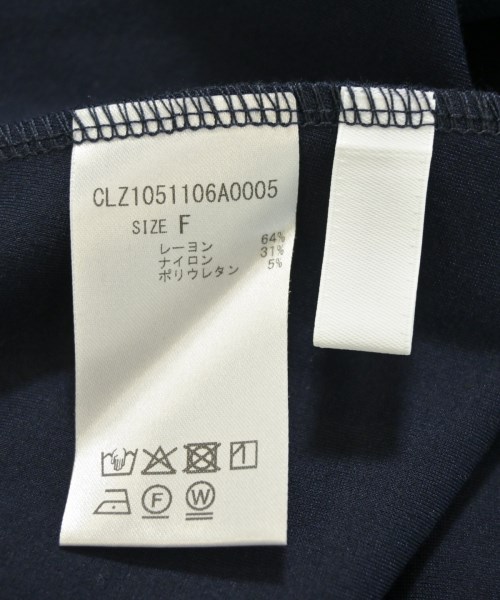 CLZ1051106A0005
SIZE F
レーヨン 64%
ナイロン 31%
ポリウレタン 5%
F W